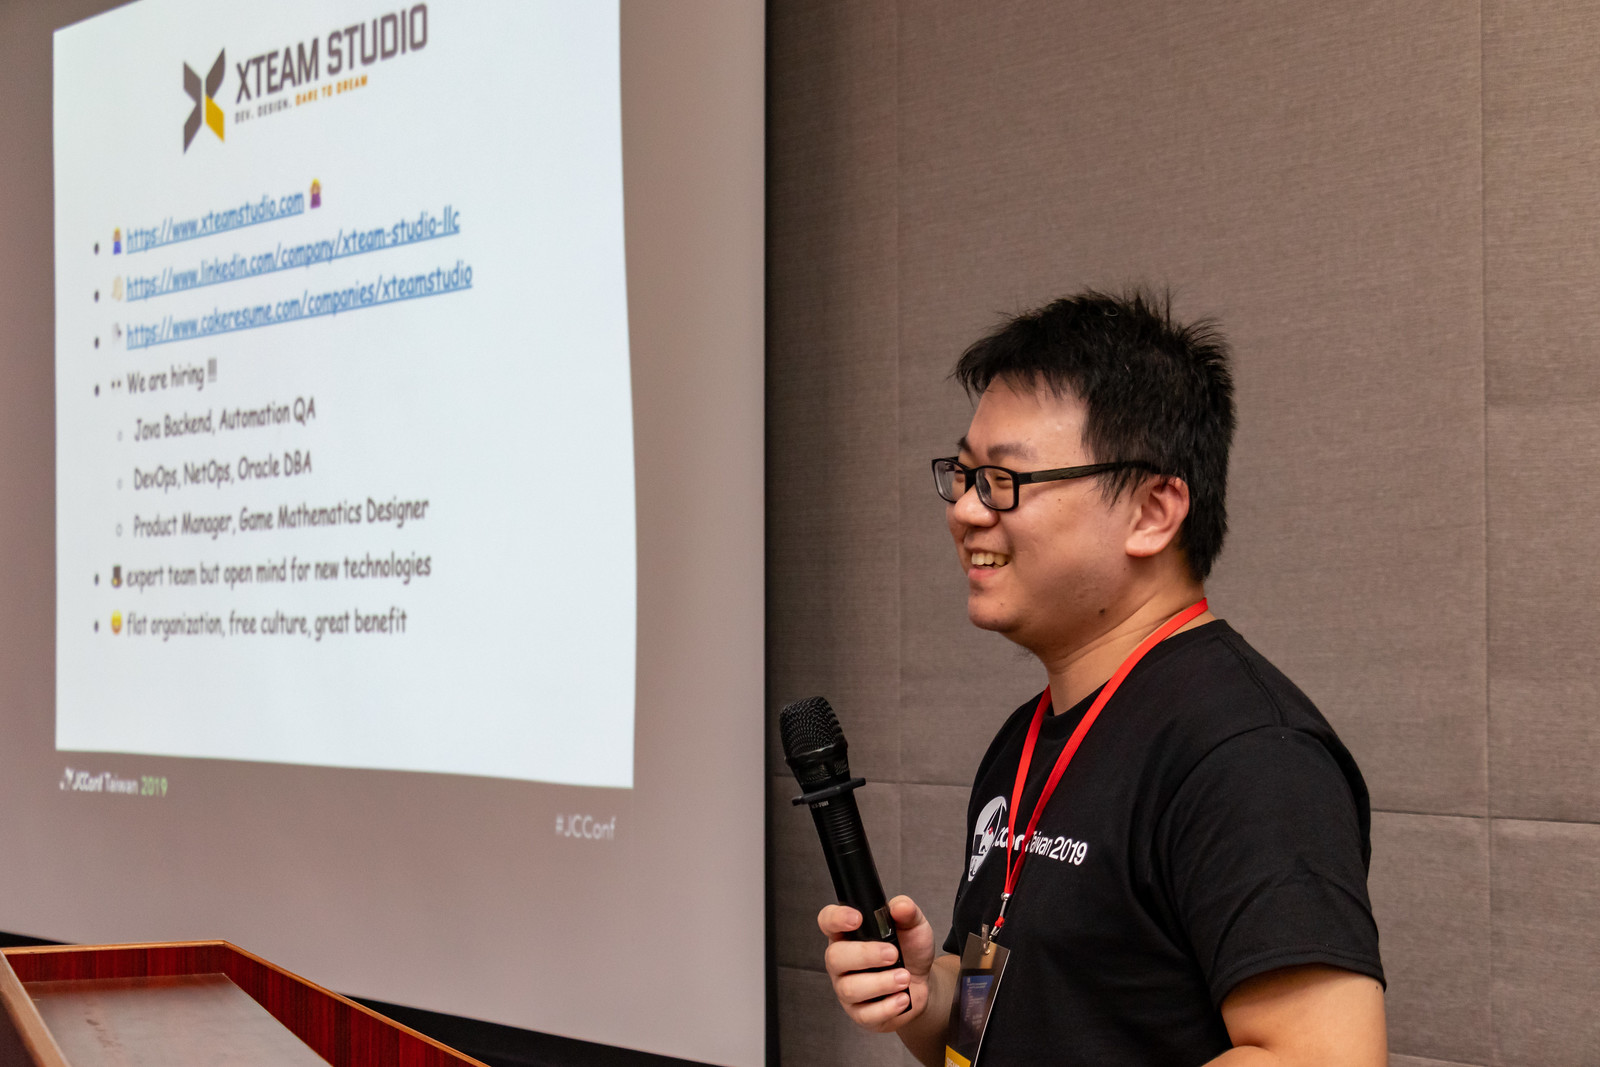 XTEAM STUDIO
DEV. DESIGN. DARE TO DREAM
https://www.xteamstudio.com
https://www.linkedin.com/company/xteam-studio-llc
https://www.cakeresume.com/companies/xteamstudio
We are hiring !!!
Java Backend, Automation QA
DevOps, NetOps, Oracle DBA
Product Manager, Game Mathematics Designer
expert team but open mind for new technologies
flat organization, free culture, great benefit
JCConf Taiwan 2019
#JCConf
Taiwan 2019